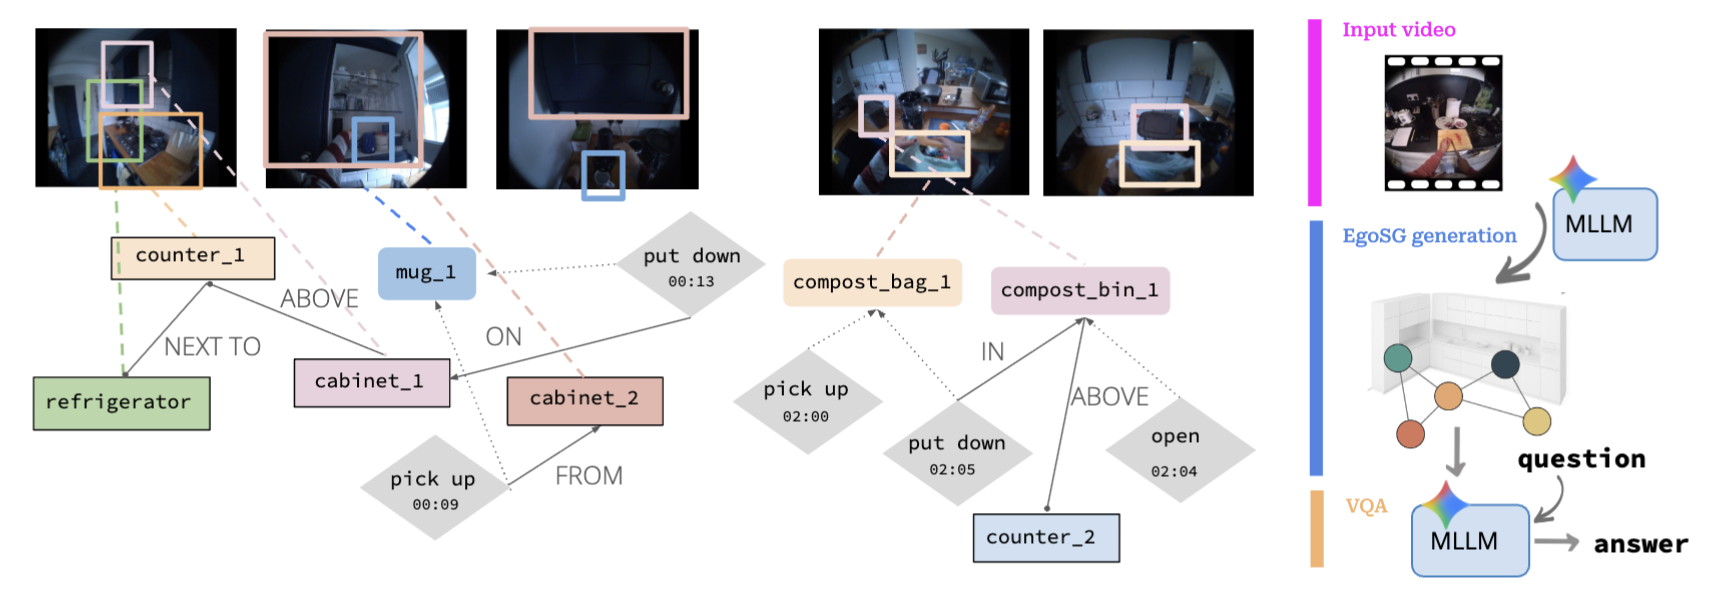 counter_1
ABOVE
NEXT TO
refrigerator
cabinet_1
mug_1
put down
00:13
ON
cabinet_2
pick up
00:09
FROM
compost_bag_1
compost_bin_1
pick up
02:00
IN
put down
02:05
ABOVE
open
02:04
counter_2
Input video
MLLM
EgoSG generation
question
VQA
MLLM
answer